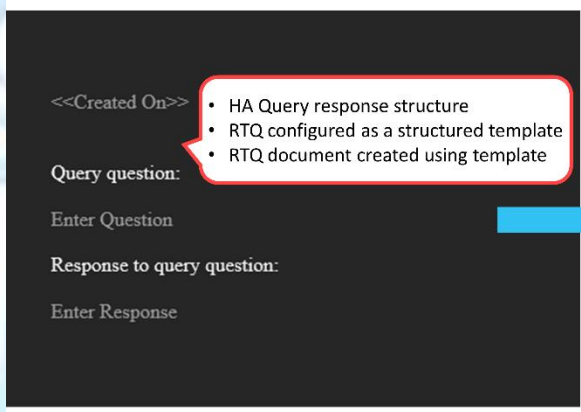 <<Created On>>
• HA Query response structure
• RTQ configured as a structured template
• RTQ document created using template
Query question:
Enter Question
Response to query question:
Enter Response